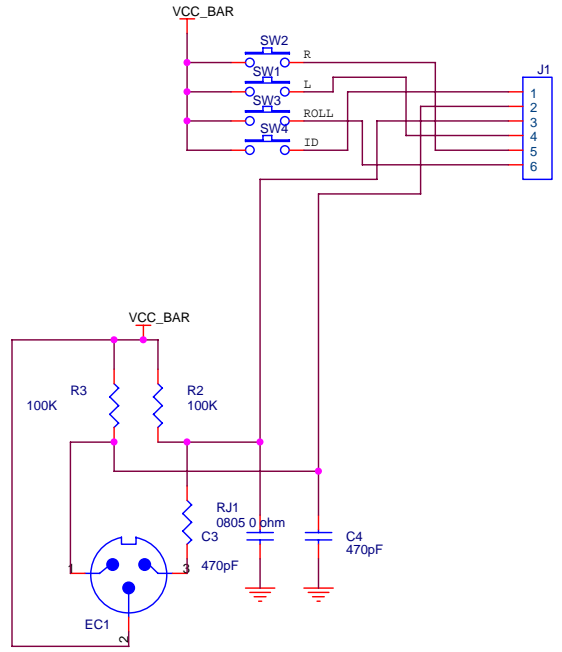 VCC_BAR
SW2
R
J1
SW1
L
1
2
SW3
ROLL
3
SW4
4
ID
5
6
VCC_BAR
R3
R2
100K
100K
RJ1
0805 0 ohm
C3
C4
470pF
470pF
1
3
EC1
2